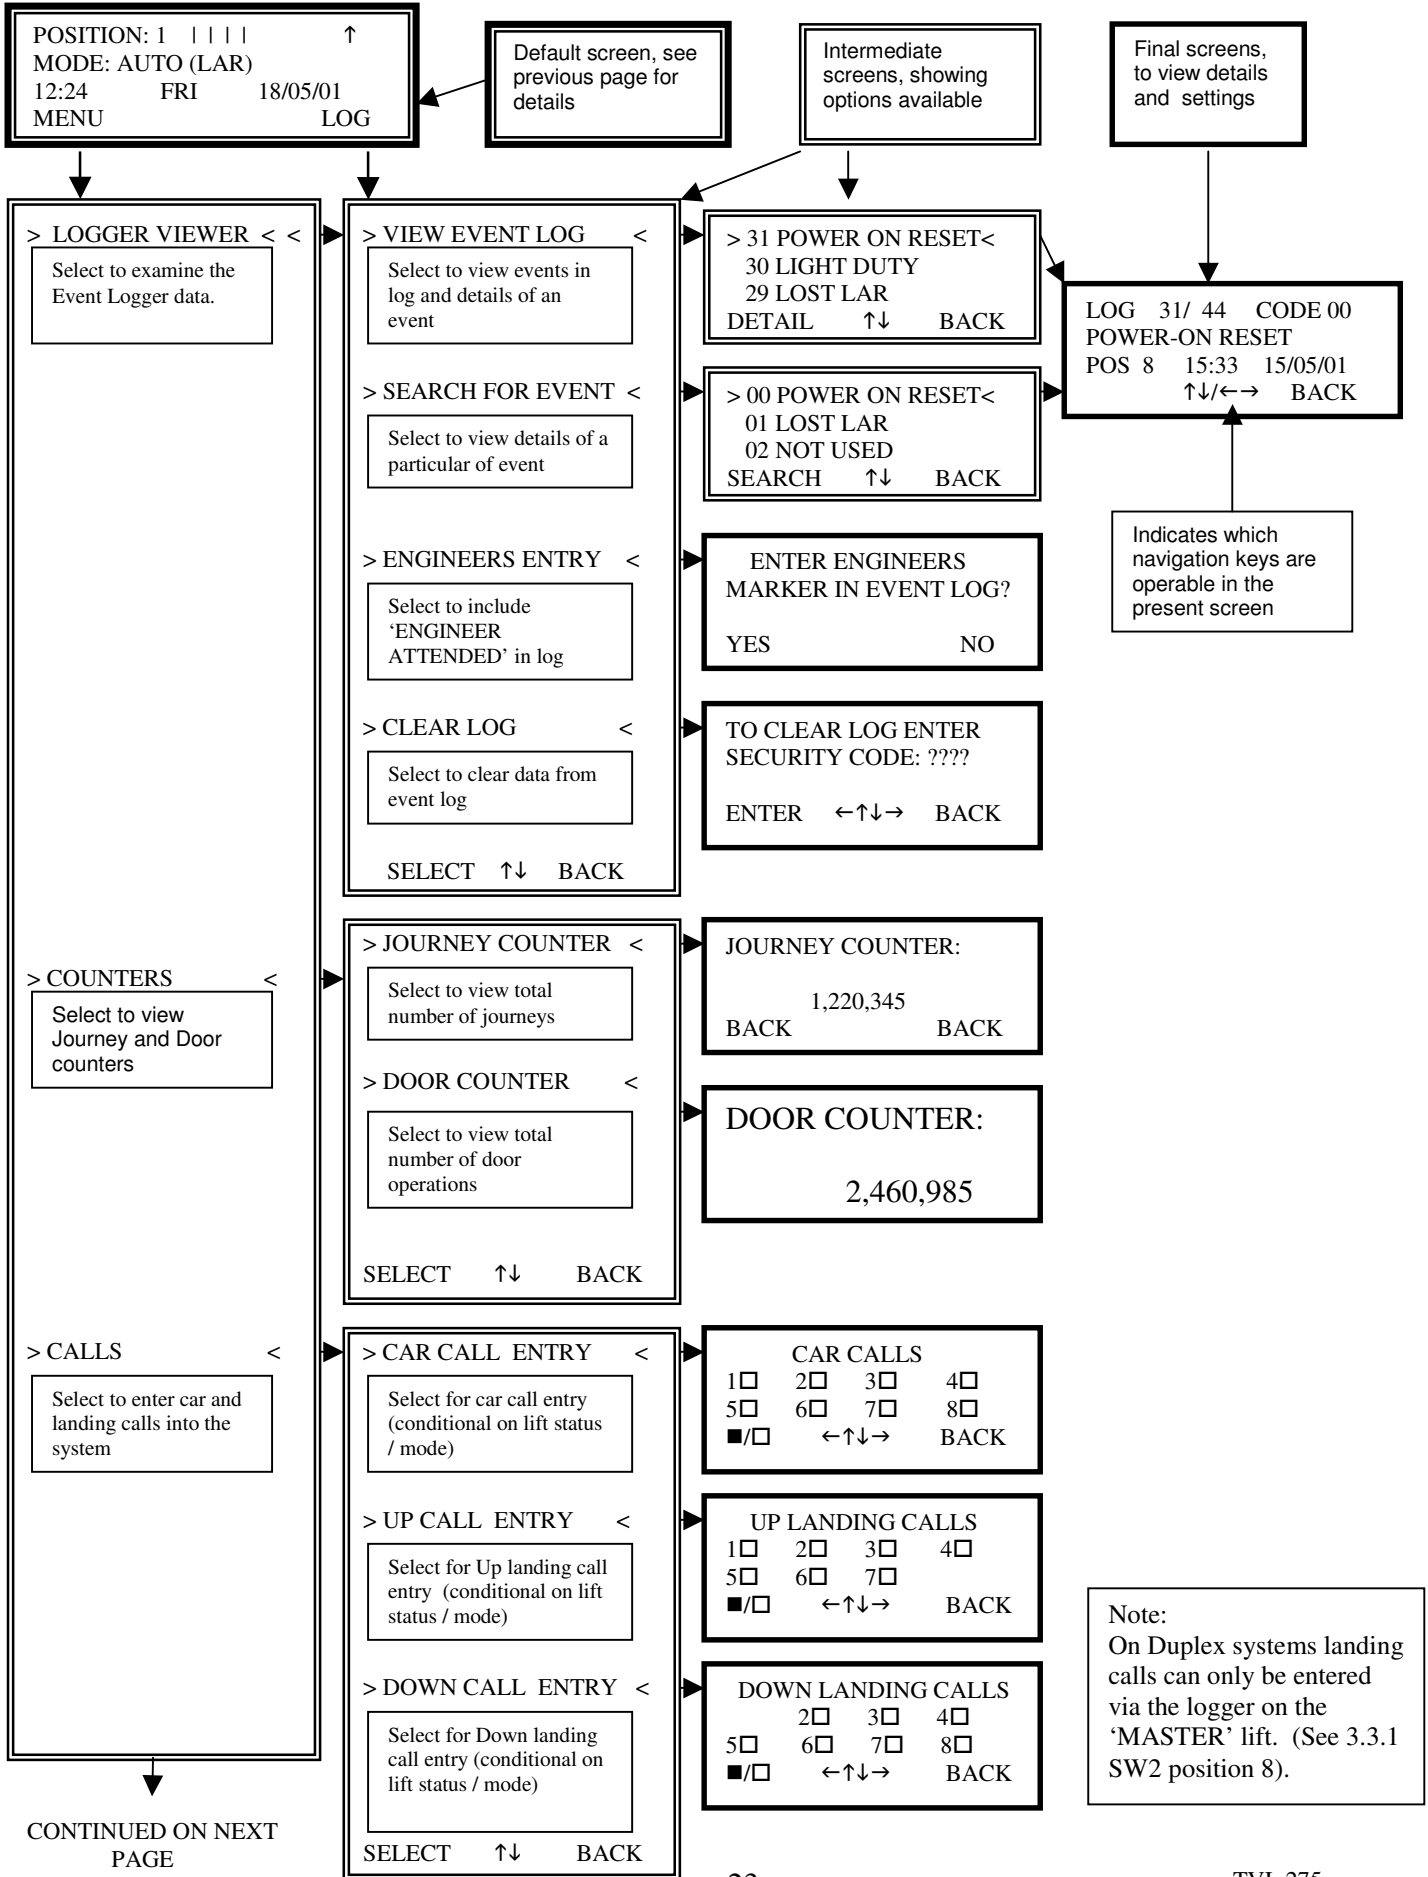 POSITION: 1 | | | | ↑
MODE: AUTO (LAR)
12:24 FRI 18/05/01
MENU LOG
Default screen, see
previous page for
details
Intermediate
screens, showing
options available
Final screens,
to view details
and settings
> LOGGER VIEWER < <
Select to examine the
Event Logger data.
> VIEW EVENT LOG <
Select to view events in
log and details of an
event
> 31 POWER ON RESET<
30 LIGHT DUTY
29 LOST LAR
DETAIL ↑↓ BACK
LOG 31/ 44 CODE 00
POWER-ON RESET
POS 8 15:33 15/05/01
↑↓/←→ BACK
> SEARCH FOR EVENT <
Select to view details of a
particular of event
> 00 POWER ON RESET<
01 LOST LAR
02 NOT USED
SEARCH ↑↓ BACK
Indicates which
navigation keys are
operable in the
present screen
> ENGINEERS ENTRY <
Select to include
‘ENGINEER
ATTENDED’ in log
ENTER ENGINEERS
MARKER IN EVENT LOG?
YES NO
> CLEAR LOG <
Select to clear data from
event log
TO CLEAR LOG ENTER
SECURITY CODE: ????
ENTER ←↑↓→ BACK
SELECT ↑↓ BACK
> COUNTERS <
Select to view
Journey and Door
counters
> JOURNEY COUNTER <
Select to view total
number of journeys
JOURNEY COUNTER:
1,220,345
BACK BACK
> DOOR COUNTER <
Select to view total
number of door
operations
DOOR COUNTER:
2,460,985
SELECT ↑↓ BACK
> CALLS <
Select to enter car and
landing calls into the
system
> CAR CALL ENTRY <
Select for car call entry
(conditional on lift status
/ mode)
CAR CALLS
1□ 2□ 3□ 4□
5□ 6□ 7□ 8□
■/□ ←↑↓→ BACK
> UP CALL ENTRY <
Select for Up landing call
entry (conditional on lift
status / mode)
UP LANDING CALLS
1□ 2□ 3□ 4□
5□ 6□ 7□
■/□ ←↑↓→ BACK
> DOWN CALL ENTRY <
Select for Down landing
call entry (conditional on
lift status / mode)
DOWN LANDING CALLS
2□ 3□ 4□
5□ 6□ 7□ 8□
■/□ ←↑↓→ BACK
SELECT ↑↓ BACK
Note:
On Duplex systems landing
calls can only be entered
via the logger on the
‘MASTER’ lift. (See 3.3.1
SW2 position 8).
CONTINUED ON NEXT
PAGE